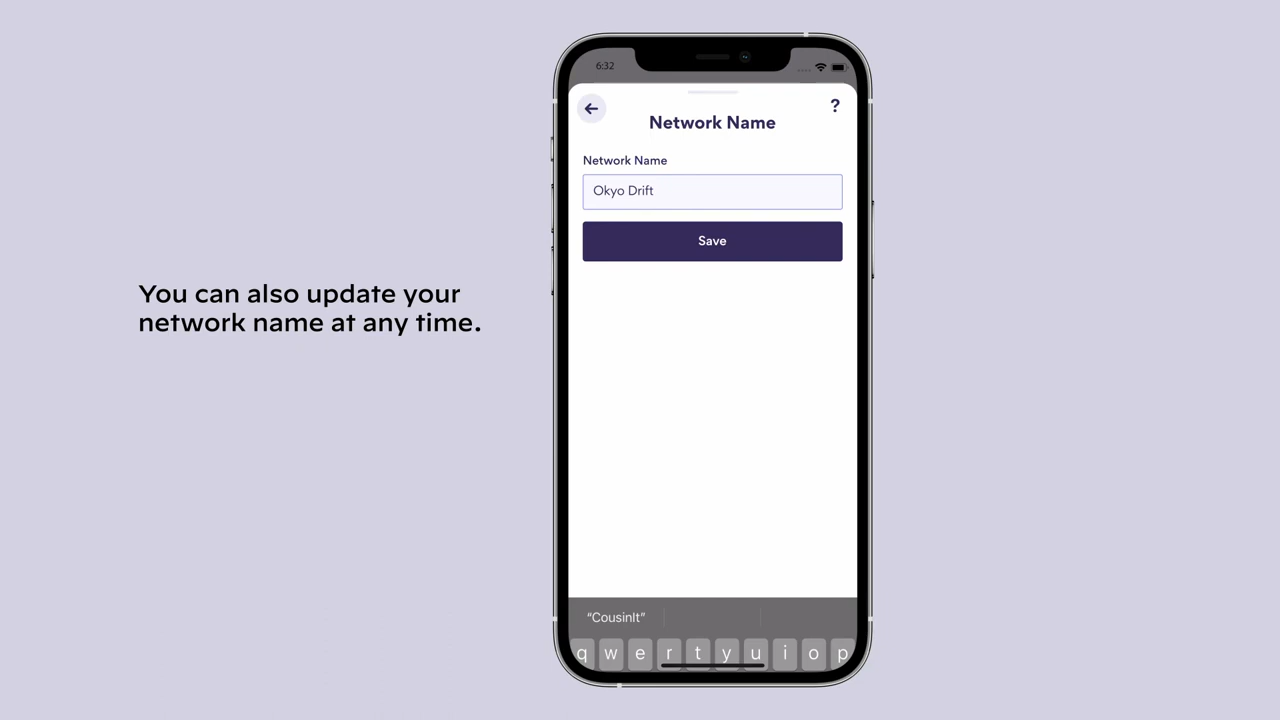 You can also update your
network name at any time.
6:32
?
Network Name
Network Name
Okyo Drift
Save
“CousinIt”
q w e r t y u i o p